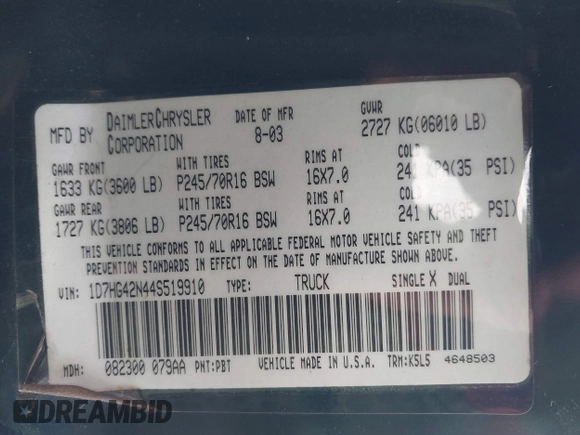 MFD BY DAIMLERCHRYSLER CORPORATION
DATE OF MFR 8-03
GVWR 2727 KG(06010 LB)
GAWR FRONT WITH TIRES RIMS AT COLD
1633 KG(3600 LB) P245/70R16 BSW 16X7.0 241 KPA(35 PSI)
GAWR REAR WITH TIRES RIMS AT COLD
1727 KG(3806 LB) P245/70R16 BSW 16X7.0 241 KPA(35 PSI)
THIS VEHICLE CONFORMS TO ALL APPLICABLE FEDERAL MOTOR VEHICLE SAFETY AND THEFT
PREVENTION STANDARDS IN EFFECT ON THE DATE OF MANUFACTURE SHOWN ABOVE.
VIN: 1D7HG42N44S519910 TYPE: TRUCK SINGLE X DUAL
MDH: 082300 079AA PNT:PBT VEHICLE MADE IN U.S.A. TRM:K5L5 4648503
DREAMBID